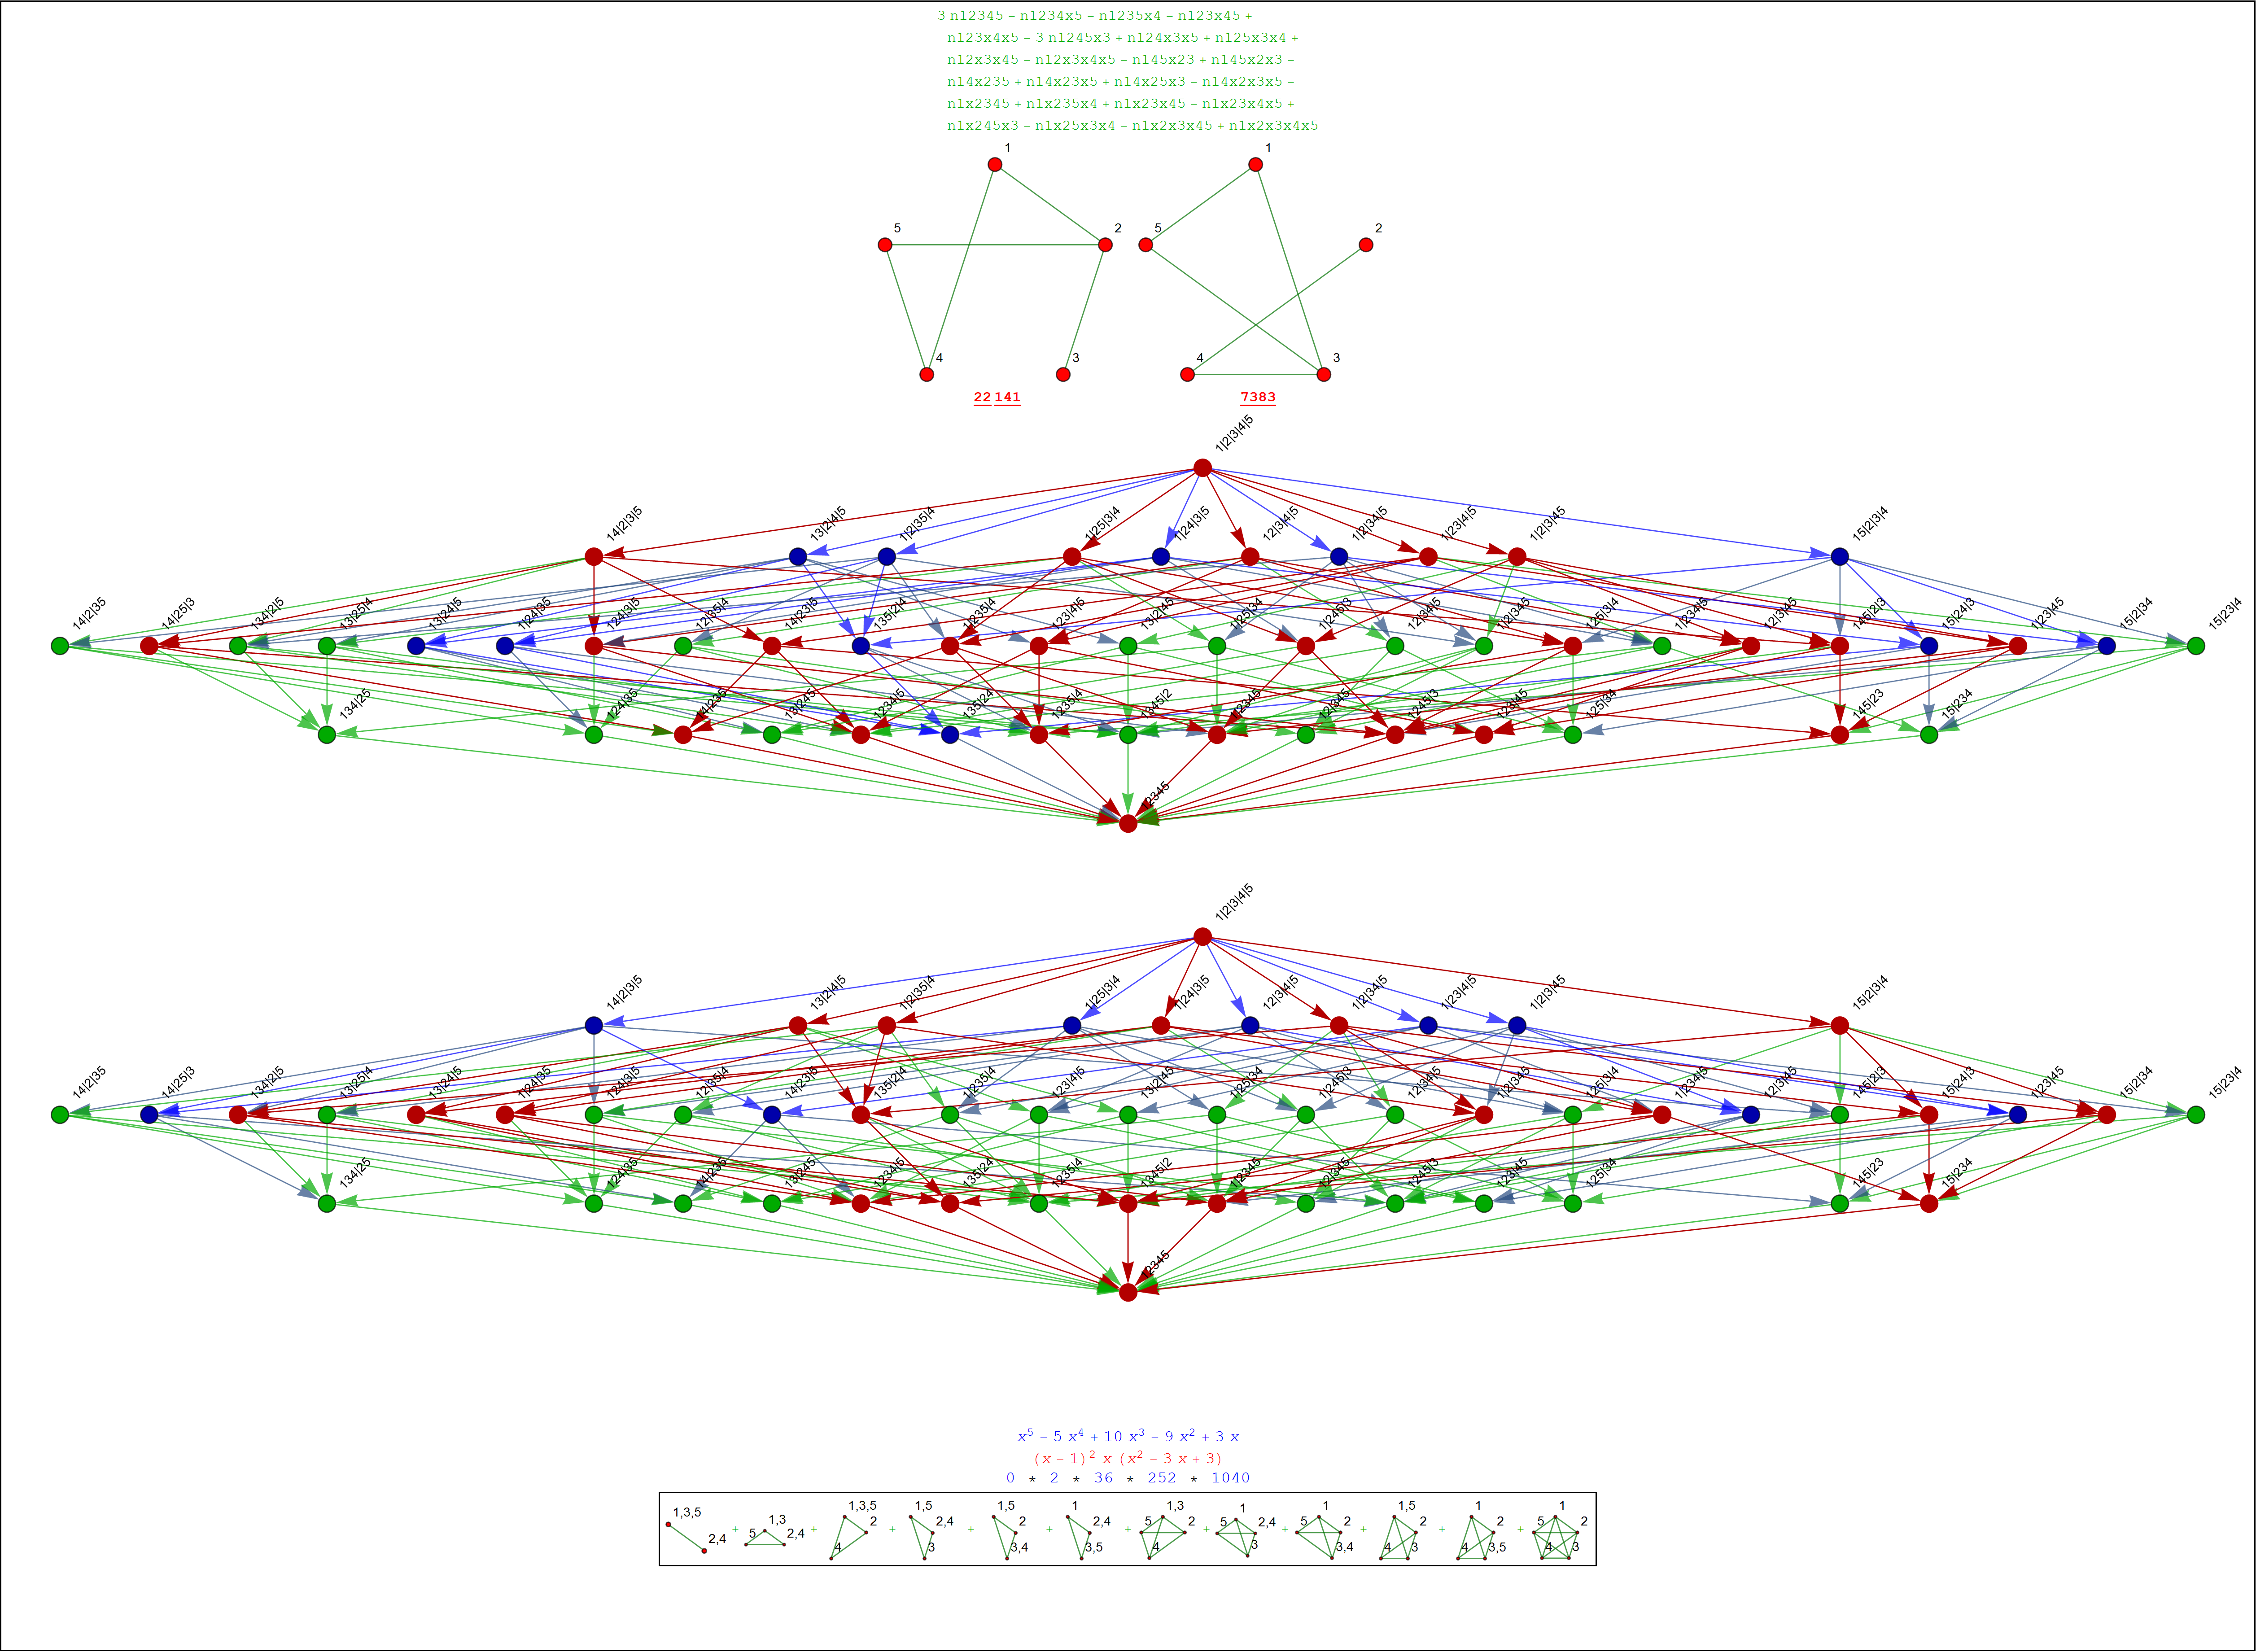 3 n12345 – n1234x5 – n1235x4 – n123x45 +
n123x4x5 – 3 n1245x3 + n124x3x5 + n125x3x4 +
n12x3x45 – n12x3x4x5 – n145x23 + n145x2x3 –
n14x235 + n14x23x5 + n14x25x3 – n14x2x3x5 –
n1x2345 + n1x235x4 + n1x23x45 – n1x23x4x5 +
n1x245x3 – n1x25x3x4 – n1x2x3x45 + n1x2x3x4x5
1 1
5 2 5 2
4 3 4 3
22 141 7383
1|2|3|4|5
14|2|3|5 13|2|4|5 1|2|35|4 1|25|3|4 1|24|3|5 12|3|4|5 1|2|34|5 1|23|4|5 1|2|3|45 15|2|3|4
14|2|35 14|25|3 134|2|5 13|25|4 13|24|5 1|24|35 124|3|5 12|35|4 14|23|5 135|2|4 1|235|4 123|4|5 13|2|45 1|25|34 1|245|3 12|34|5 1|2|345 125|3|4 1|234|5 12|3|45 145|2|3 15|24|3 1|23|45 15|2|34 15|23|4
134|25 124|35 14|235 13|245 1234|5 135|24 1235|4 1345|2 1|2345 12|345 1245|3 123|45 125|34 145|23 15|234
12345
1|2|3|4|5
14|2|3|5 13|2|4|5 1|2|35|4 1|25|3|4 1|24|3|5 12|3|4|5 1|2|34|5 1|23|4|5 1|2|3|45 15|2|3|4
14|2|35 14|25|3 134|2|5 13|25|4 13|24|5 1|24|35 124|3|5 12|35|4 14|23|5 135|2|4 1|235|4 123|4|5 13|2|45 1|25|34 1|245|3 12|34|5 1|2|345 125|3|4 1|234|5 12|3|45 145|2|3 15|24|3 1|23|45 15|2|34 15|23|4
134|25 124|35 14|235 13|245 1234|5 135|24 1235|4 1345|2 1|2345 12|345 1245|3 123|45 125|34 145|23 15|234
12345
x⁵ – 5 x⁴ + 10 x³ – 9 x² + 3 x
(x – 1)² x (x² – 3 x + 3)
0 * 2 * 36 * 252 * 1040
1,3,5 2,4 + 5 1,3 2,4 + 1,3,5 2 4 + 1,5 2,4 3 + 1,5 2 3,4 + 1 2,4 3,5 + 1,3 5 2 4 + 1 5 2,4 3 + 1 5 2 3,4 + 1,5 2 4 3 + 1 2 4 3,5 + 1 5 2 4 3